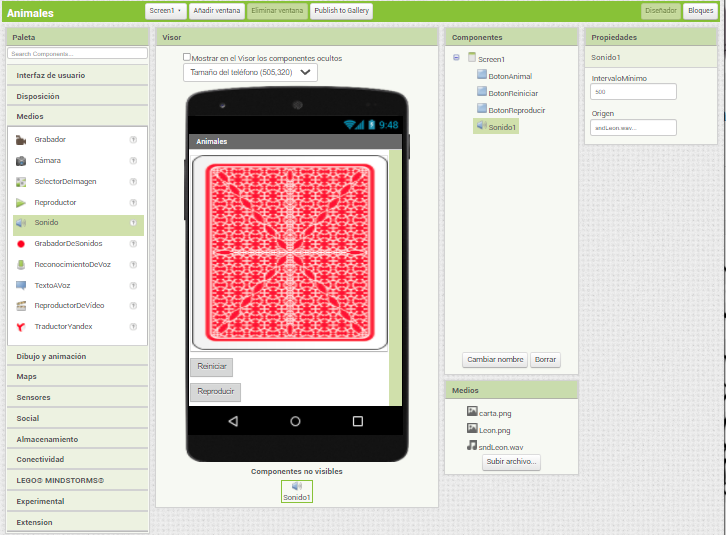 Animales
Screen1
Añadir ventana
Eliminar ventana
Publish to Gallery
Diseñador
Bloques
Paleta
Search Components...
Interfaz de usuario
Disposición
Medios
Grabador
Cámara
SelectorDeImagen
Reproductor
Sonido
GrabadorDeSonidos
ReconocimientoDeVoz
TextoAVoz
ReproductorDeVídeo
TraductorYandex
Dibujo y animación
Maps
Sensores
Social
Almacenamiento
Conectividad
LEGO® MINDSTORMS®
Experimental
Extension
Visor
Mostrar en el Visor los componentes ocultos
Tamaño del teléfono (505,320)
9:48
Animales
Reiniciar
Reproducir
Componentes no visibles
Sonido1
Componentes
Screen1
BotonAnimal
BotonReiniciar
BotonReproducir
Sonido1
Cambiar nombre
Borrar
Medios
carta.png
Leon.png
sndLeon.wav
Subir archivo...
Propiedades
Sonido1
IntervaloMínimo
500
Origen
sndLeon.wav...